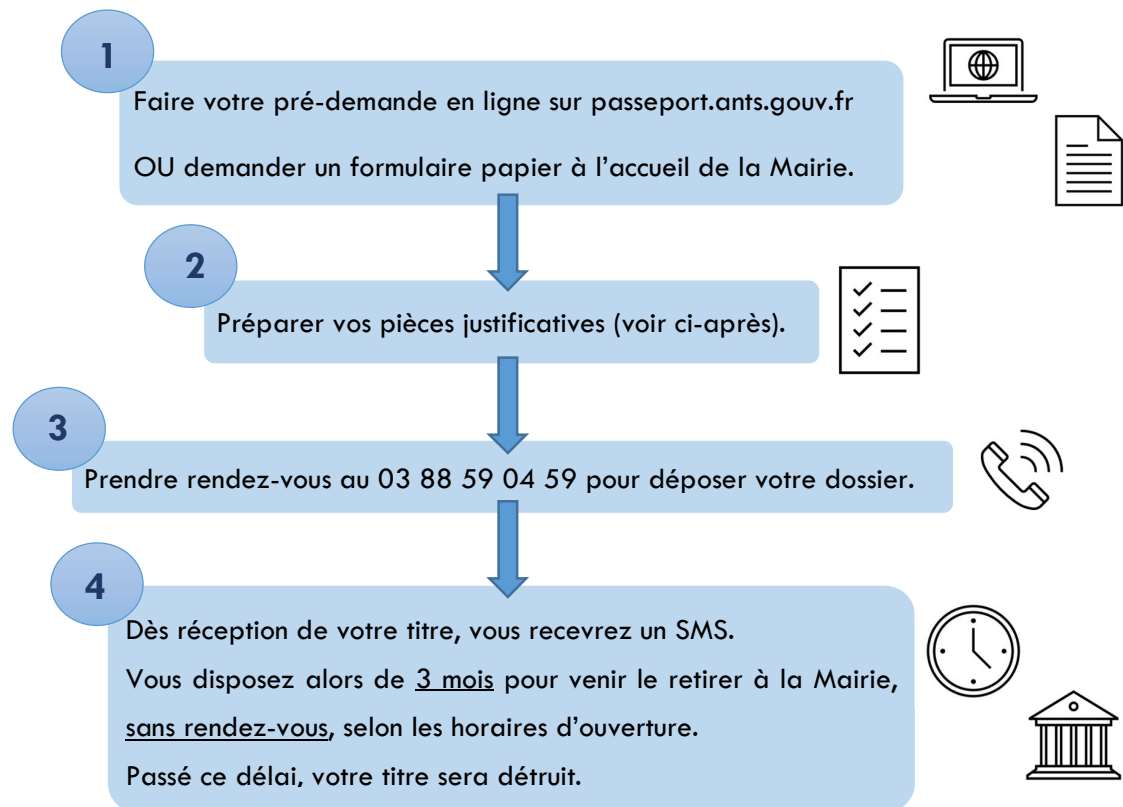 1
Faire votre pré-demande en ligne sur passeport.ants.gouv.fr
OU demander un formulaire papier à l’accueil de la Mairie.
2
Préparer vos pièces justificatives (voir ci-après).
3
Prendre rendez-vous au 03 88 59 04 59 pour déposer votre dossier.
4
Dès réception de votre titre, vous recevrez un SMS.
Vous disposez alors de 3 mois pour venir le retirer à la Mairie,
sans rendez-vous, selon les horaires d’ouverture.
Passé ce délai, votre titre sera détruit.